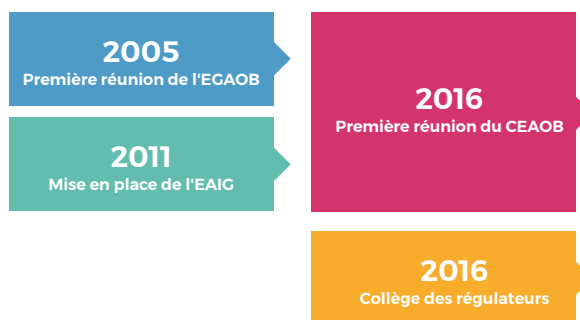 2005
Première réunion de l'EGAOB
2011
Mise en place de l'EAIG
2016
Première réunion du CEAOB
2016
Collège des régulateurs